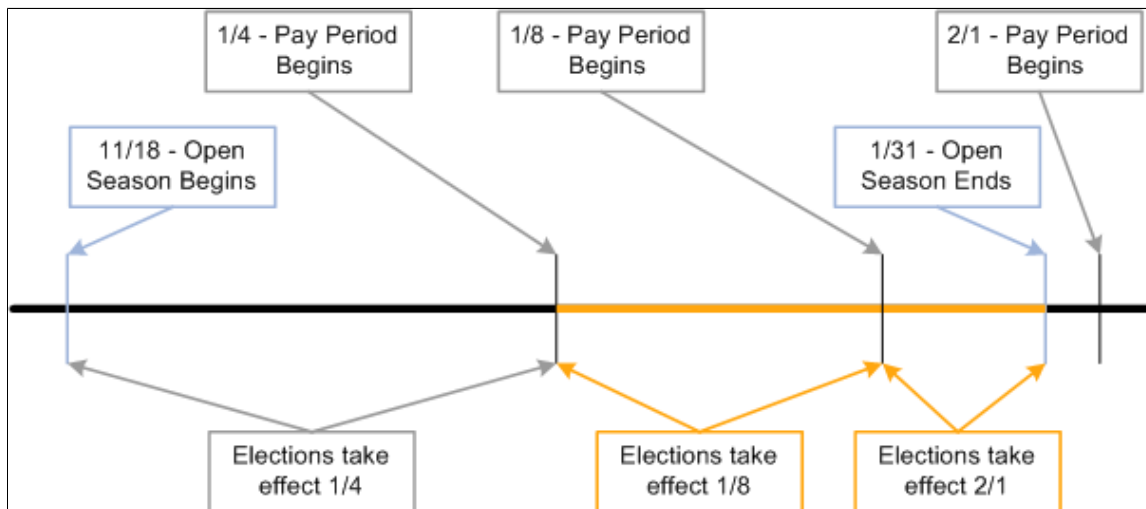 1/4 - Pay Period
Begins
1/8 - Pay Period
Begins
2/1 - Pay Period
Begins
11/18 - Open
Season Begins
1/31 - Open
Season Ends
Elections take
effect 1/4
Elections take
effect 1/8
Elections take
effect 2/1